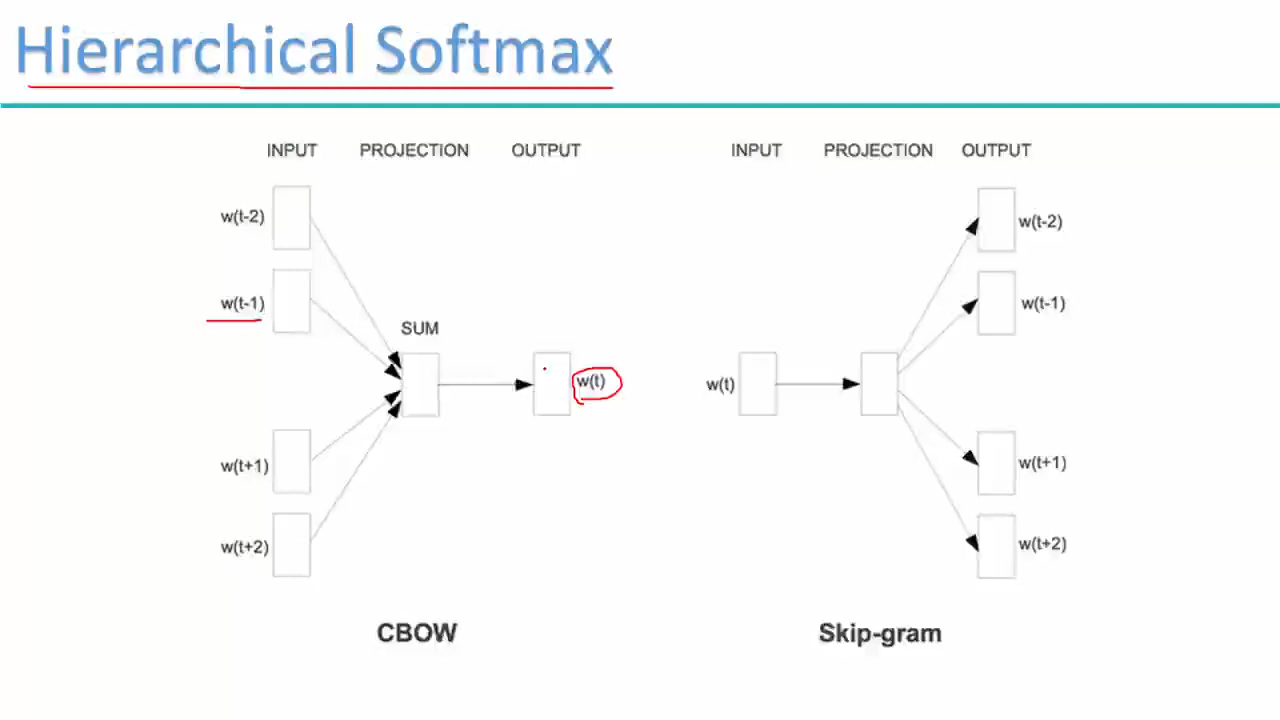 Hierarchical Softmax
INPUT PROJECTION OUTPUT
w(t-2)
w(t-1)
SUM
w(t)
w(t+1)
w(t+2)
CBOW
INPUT PROJECTION OUTPUT
w(t-2)
w(t-1)
w(t)
w(t+1)
w(t+2)
Skip-gram